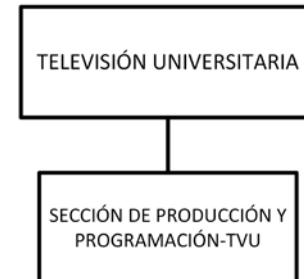 TELEVISIÓN UNIVERSITARIA
SECCIÓN DE PRODUCCIÓN Y
PROGRAMACIÓN-TVU